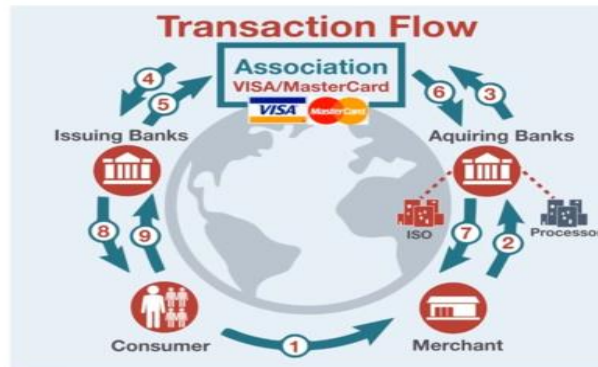 Transaction Flow
Association
VISA/MasterCard
VISA MasterCard
4
5
6
3
Issuing Banks
Aquiring Banks
ISO
Processor
8
9
7
2
Consumer
1
Merchant